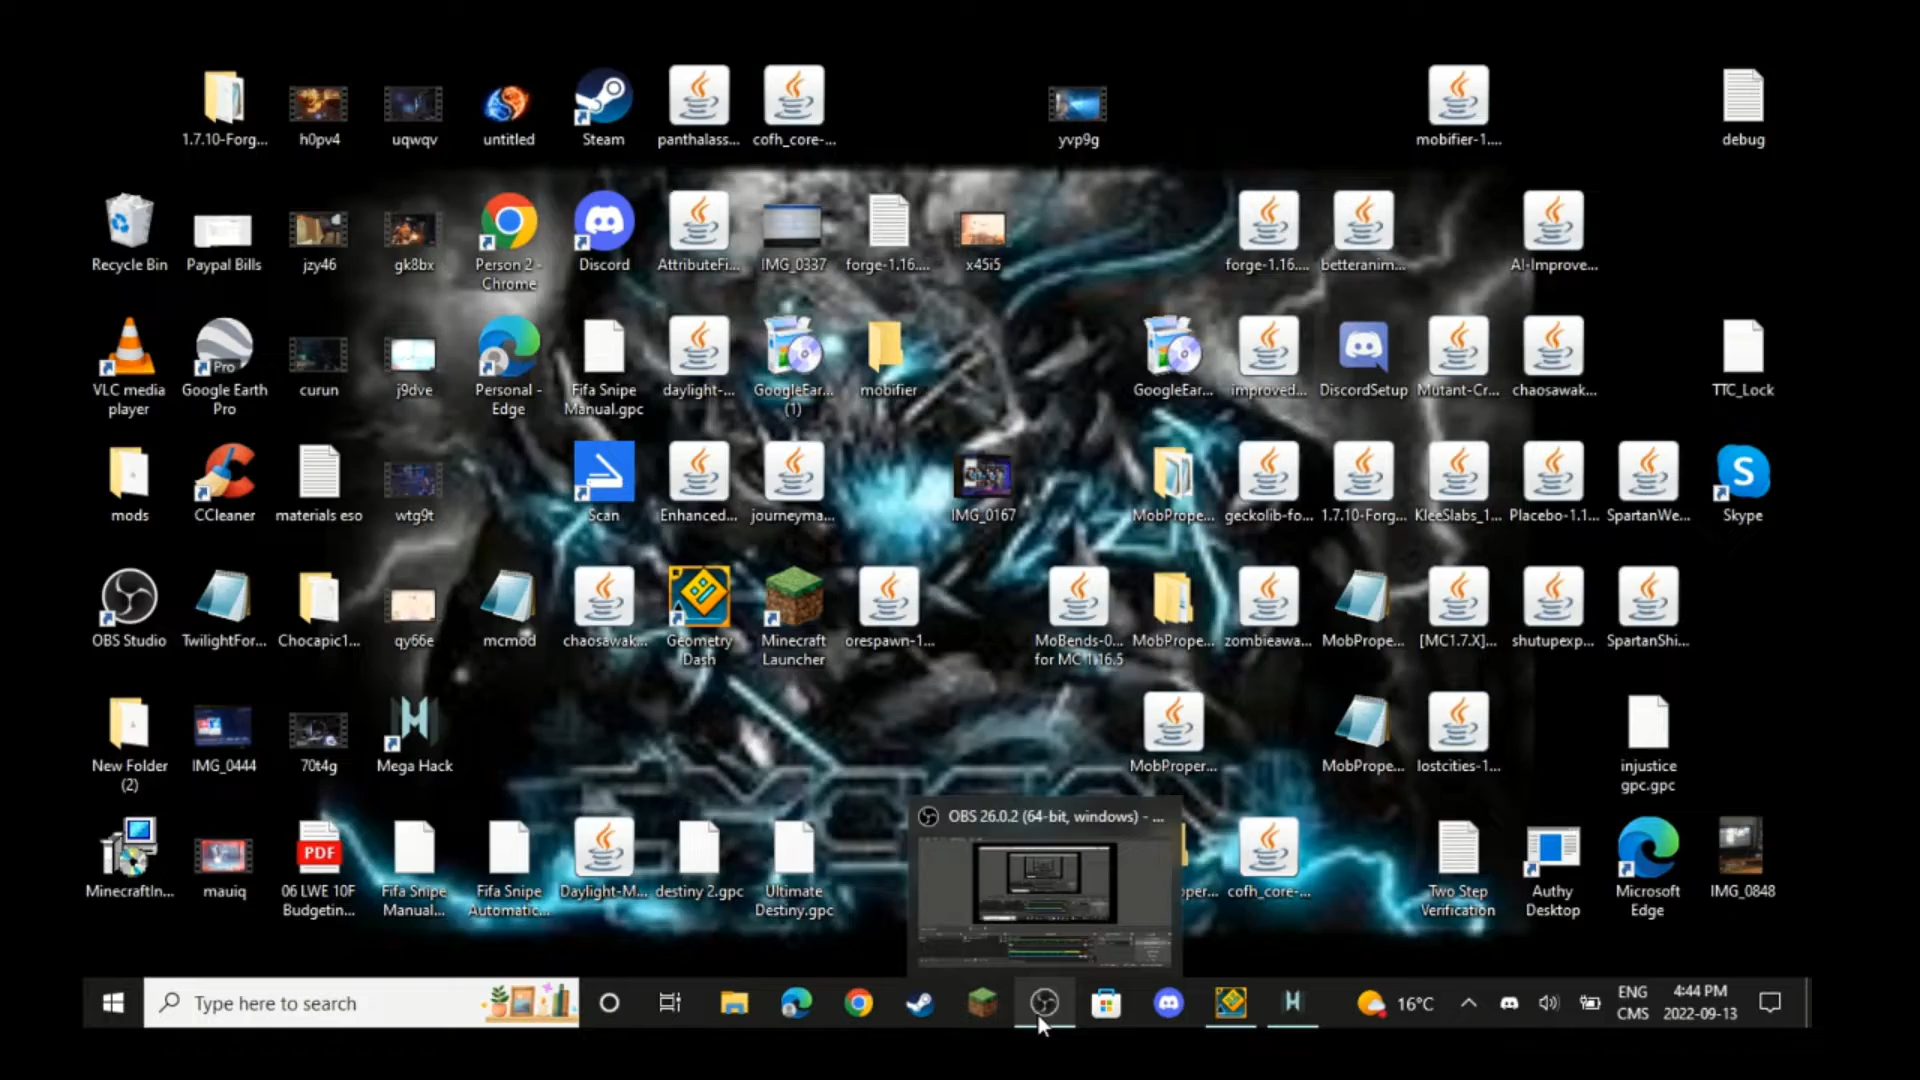 1.7.10-Forg...
h0pv4
uqwqv
untitled
Steam
panthalass...
cofh_core-...
yvp9g
mobifier-1....
debug
Recycle Bin
Paypal Bills
jzy46
gk8bx
Person 2 -
Chrome
Discord
AttributeFi...
IMG_0337
forge-1.16....
x45i5
forge-1.16....
betteranim...
AI-Improve...
VLC media
player
Pro
Google Earth
Pro
curun
j9dve
Personal -
Edge
Fifa Snipe
Manual.gpc
daylight-...
GoogleEar...
(1)
mobifier
GoogleEar...
improved...
DiscordSetup
Mutant-Cr...
chaosawak...
TTC_Lock
mods
CCleaner
materials eso
wtg9t
Scan
Enhanced...
journeyma...
IMG_0167
MobPrope...
geckolib-fo...
1.7.10-Forg...
KleeSlabs_1...
Placebo-1.1...
SpartanWe...
S
Skype
OBS Studio
TwilightFor...
Chocapic1...
qy66e
mcmod
chaosawak...
Geometry
Dash
Minecraft
Launcher
orespawn-1...
MoBends-0...
for MC 1.16.5
MobPrope...
zombieawa...
MobPrope...
[MC1.7.X]...
shutupexp...
SpartanShi...
New Folder
(2)
IMG_0444
70t4g
Mega Hack
MobProper...
MobPrope...
lostcities-1...
injustice
gpc.gpc
MinecraftIn...
mauiq
PDF
06 LWE 10F
Budgetin...
Fifa Snipe
Manual...
Fifa Snipe
Automatic...
Daylight-M...
destiny 2.gpc
Ultimate
Destiny.gpc
OBS 26.0.2 (64-bit, windows) - ...
oper...
cofh_core-...
Two Step
Verification
Authy
Desktop
Microsoft
Edge
IMG_0848
Type here to search
16°C
ENG
CMS
4:44 PM
2022-09-13